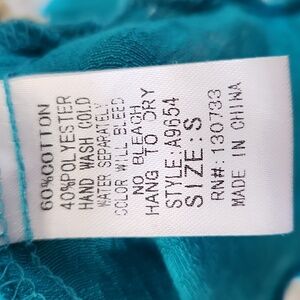 60%COTTON
40%POLYESTER
HAND WASH COLD
WATER SEPARATELY
COLOR WILL BLEED
NO BLEACH
HANG TO DRY
STYLE:A9654
SIZE:S
RN#: 130733
MADE IN CHINA